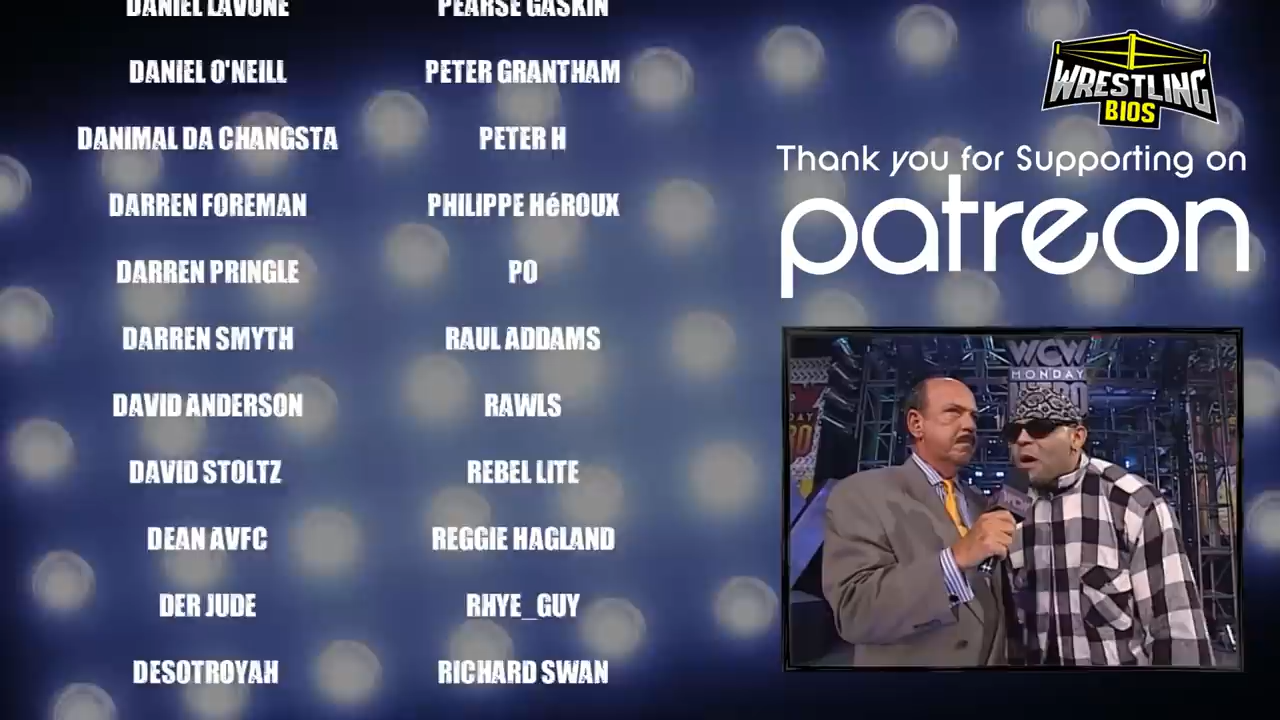 DANIEL LAVONE
PEARSE GASKIN
DANIEL O'NEILL
PETER GRANTHAM
DANIMAL DA CHANGSTA
PETER H
DARREN FOREMAN
PHILIPPE HéROUX
DARREN PRINGLE
PO
DARREN SMYTH
RAUL ADDAMS
DAVID ANDERSON
RAWLS
DAVID STOLTZ
REBEL LITE
DEAN AVFC
REGGIE HAGLAND
DER JUDE
RHYE_GUY
DESOTROYAH
RICHARD SWAN
WRESTLING
BIOS
Thank you for Supporting on
patreon
WCW
MONDAY
NITRO